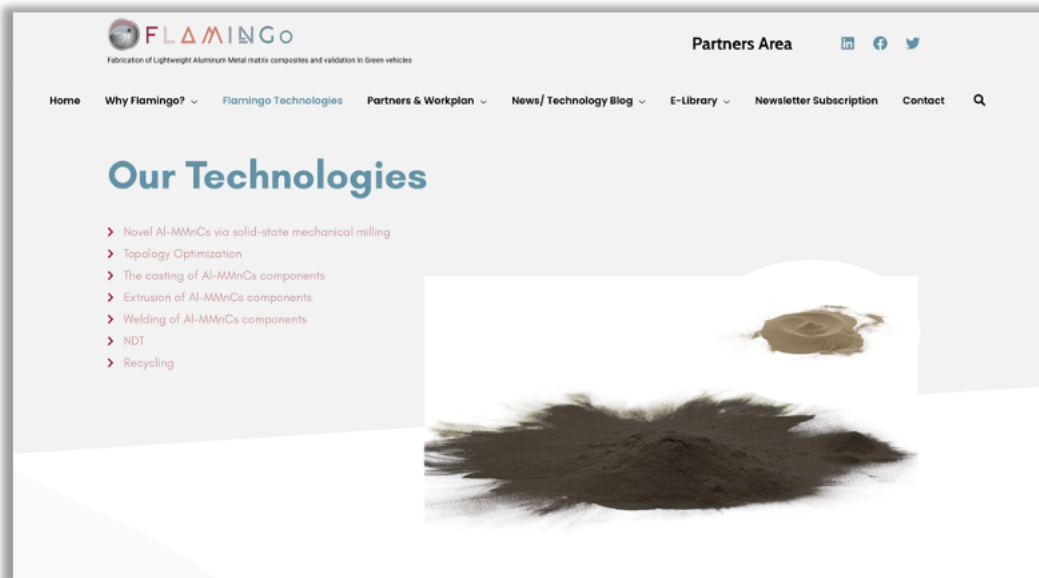 FLAMINGo
Fabrication of Lightweight Aluminum Metal matrix composites and validation In Green vehicles
Partners Area
Home Why Flamingo? Flamingo Technologies Partners & Workplan News/ Technology Blog E-Library Newsletter Subscription Contact
Our Technologies
Novel Al-MMnCs via solid-state mechanical milling
Topology Optimization
The casting of Al-MMnCs components
Extrusion of Al-MMnCs components
Welding of Al-MMnCs components
NDT
Recycling